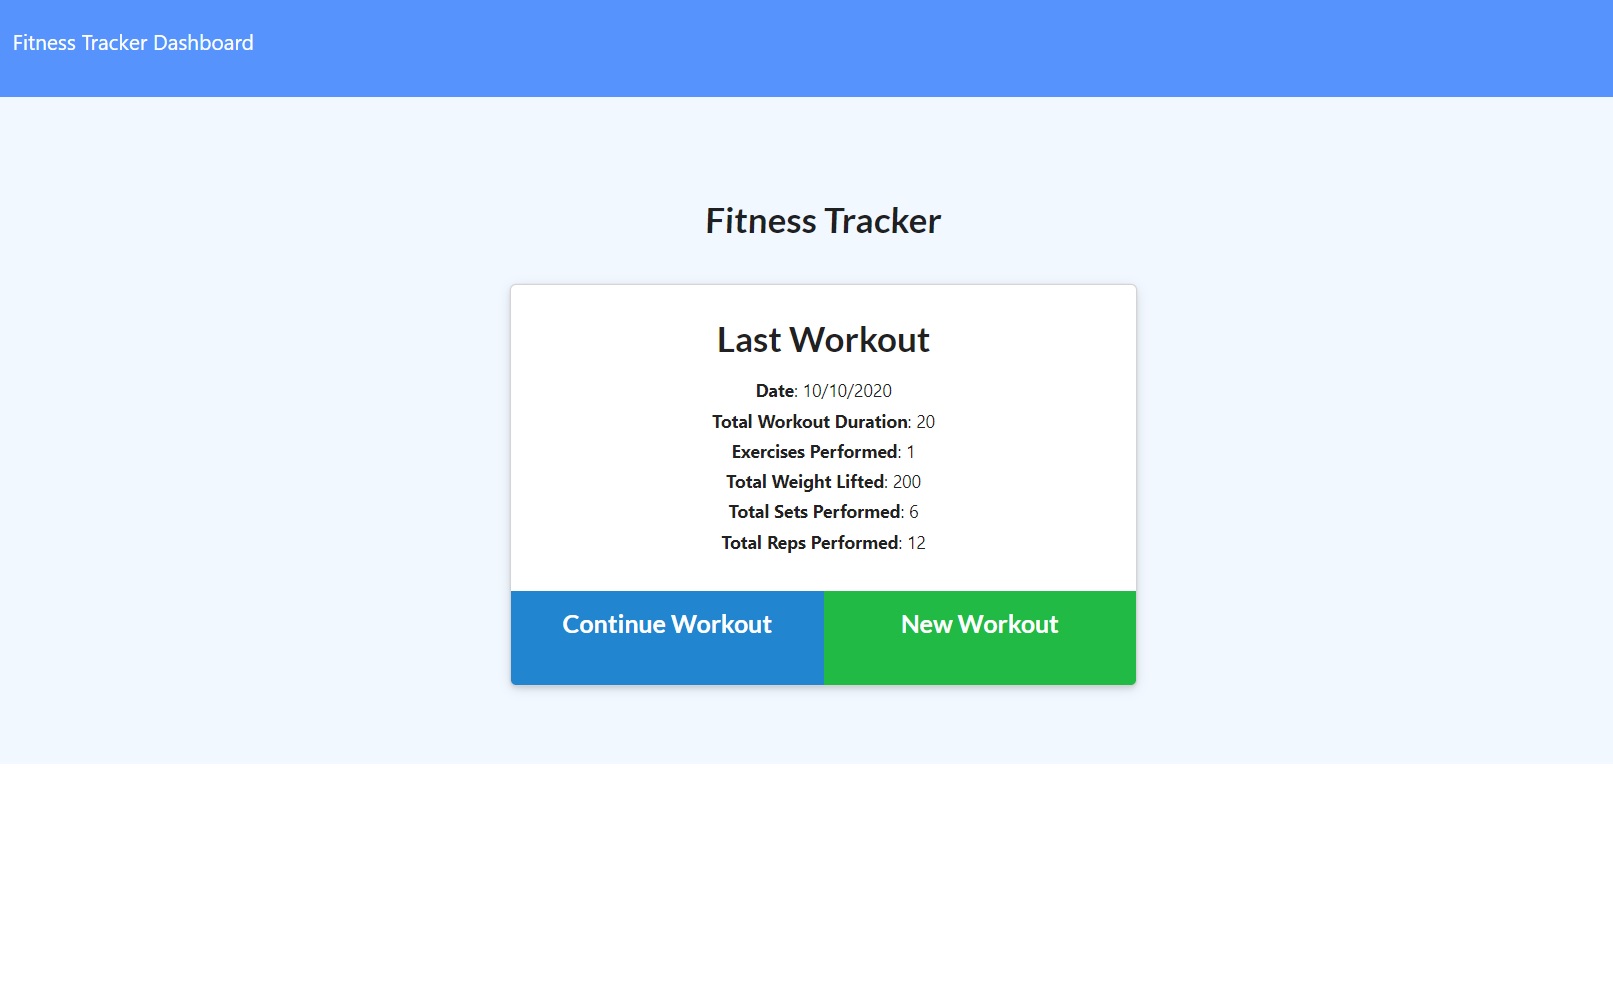 Fitness Tracker Dashboard
Fitness Tracker
Last Workout
Date: 10/10/2020
Total Workout Duration: 20
Exercises Performed: 1
Total Weight Lifted: 200
Total Sets Performed: 6
Total Reps Performed: 12
Continue Workout
New Workout